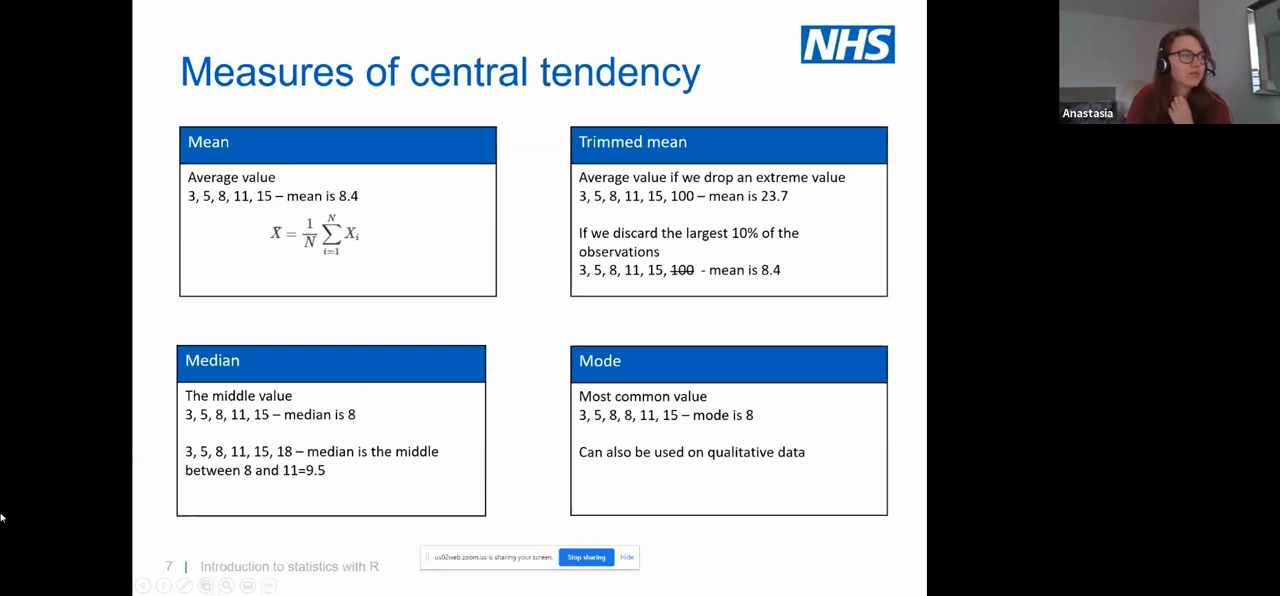 NHS
Measures of central tendency
Anastasia
Mean
Average value
3, 5, 8, 11, 15 – mean is 8.4
X̄ = 1/N ∑ i=1 N Xi
Trimmed mean
Average value if we drop an extreme value
3, 5, 8, 11, 15, 100 – mean is 23.7
If we discard the largest 10% of the
observations
3, 5, 8, 11, 15, 100 - mean is 8.4
Median
The middle value
3, 5, 8, 11, 15 – median is 8
3, 5, 8, 11, 15, 18 – median is the middle
between 8 and 11=9.5
Mode
Most common value
3, 5, 8, 8, 11, 15 – mode is 8
Can also be used on qualitative data
us02web.zoom.us is sharing your screen. Stop sharing hide
7 | Introduction to statistics with R